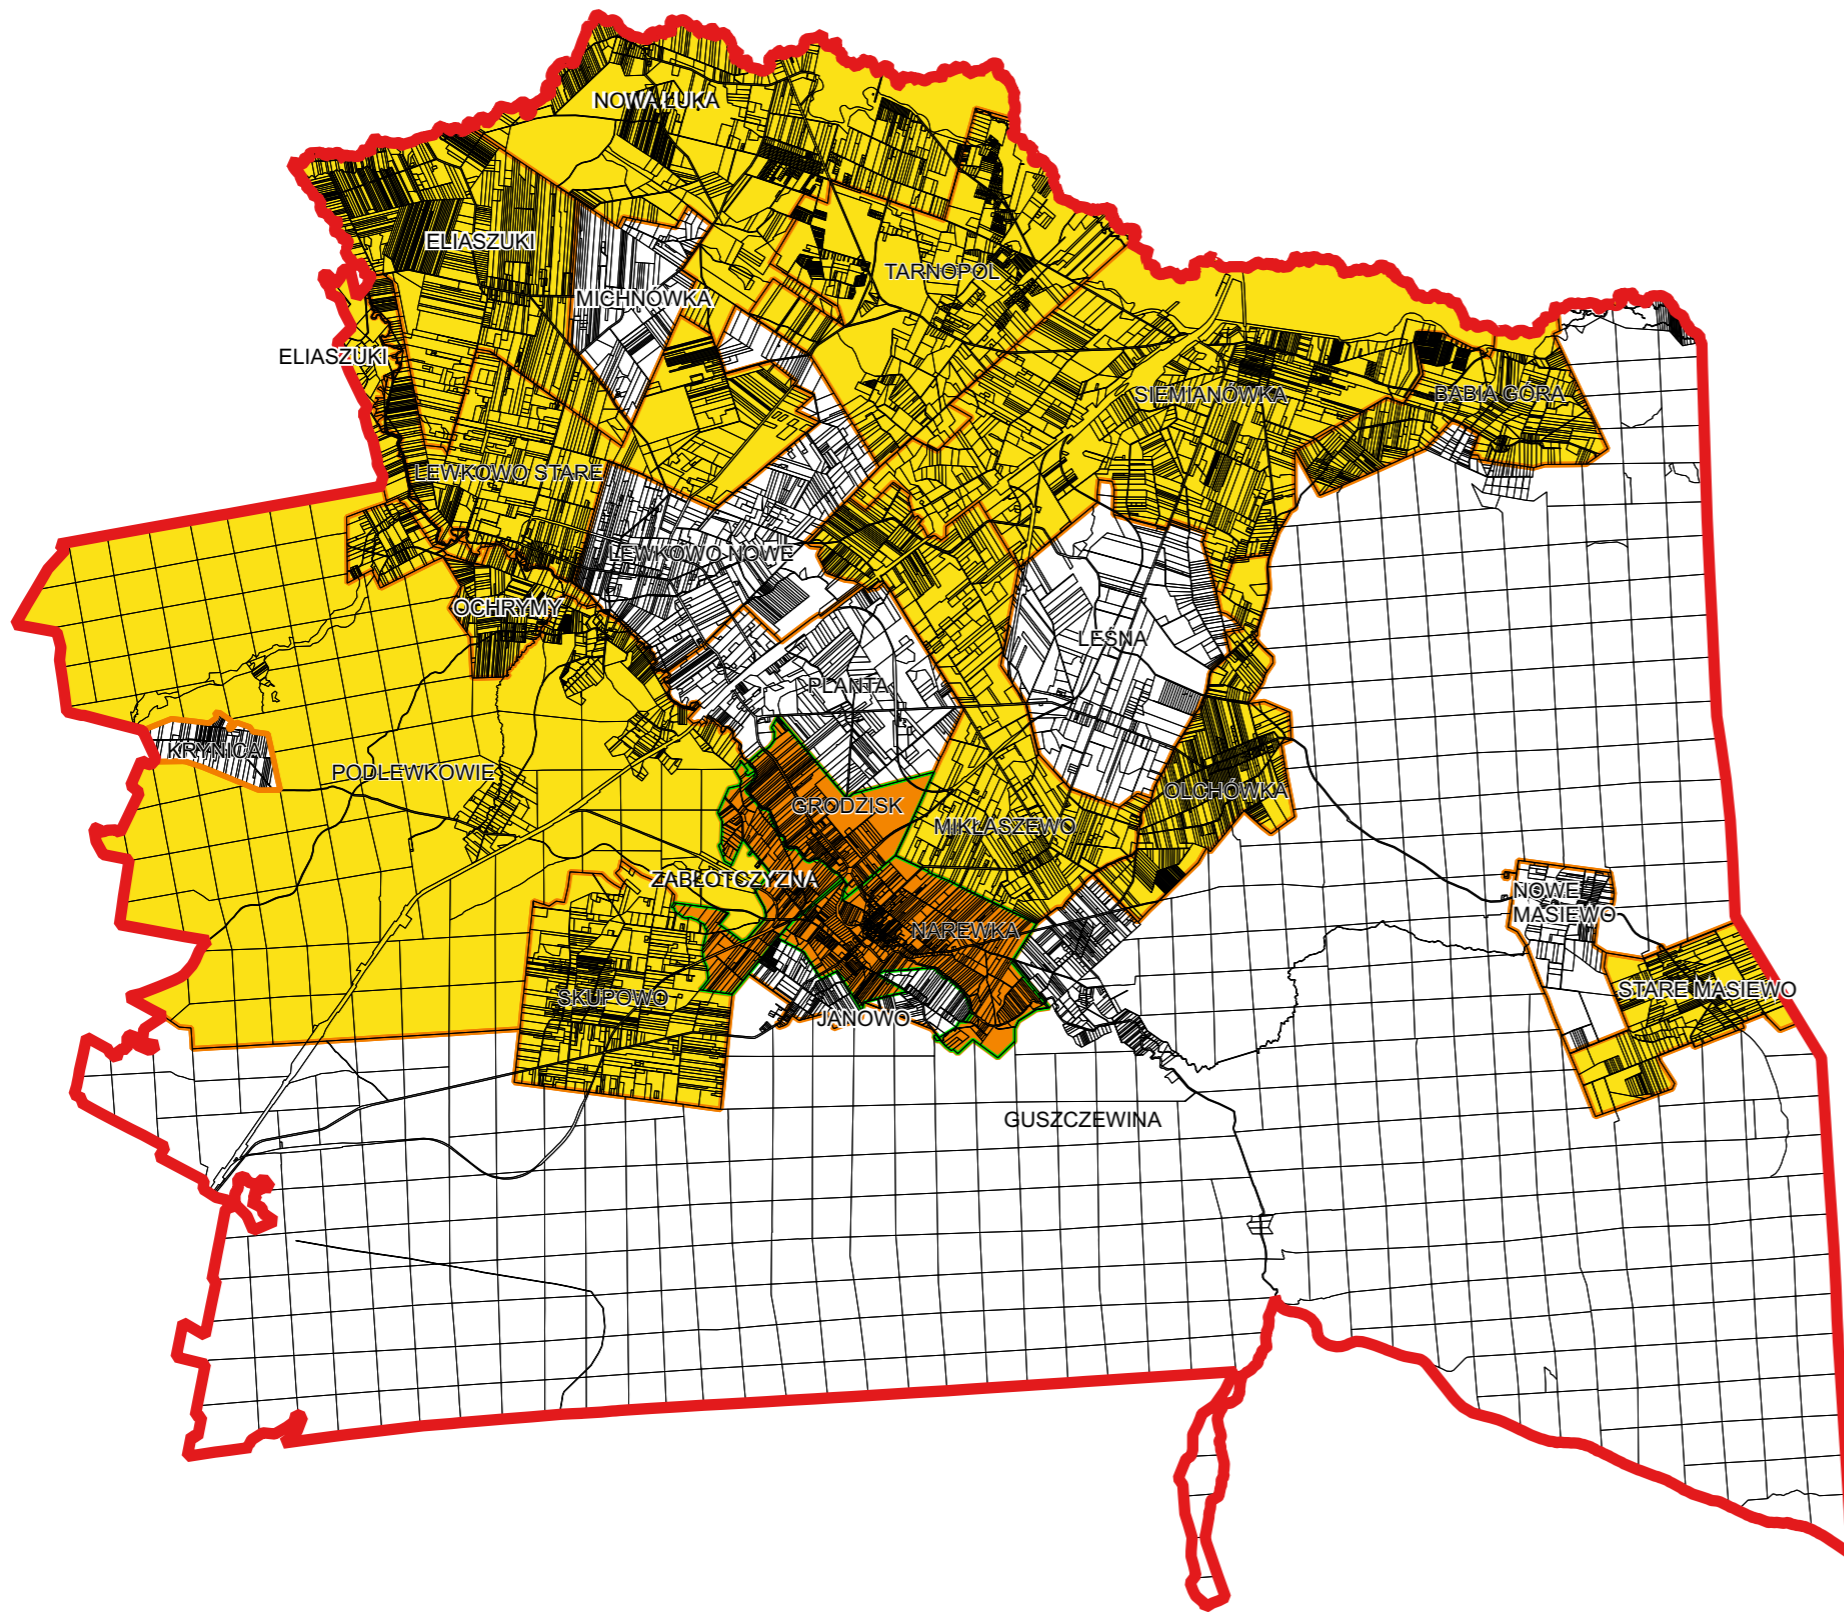 NOWA ŁUKA
ELIASZUKI
TARNOPOL
MICHNÓWKA
ELIASZUKI
SIEMIANÓWKA
BABIA GÓRA
LEWKOWO STARE
LEWKOWO NOWE
OCHRYMY
LEŚNA
PLANTA
KRYNICA
PODLEWKOWIE
OLCHÓWKA
GRODZISK
MIKŁASZEWO
ZABŁOTCZYZNA
NOWE
MASIEWO
NAREWKA
STARE MASIEWO
SKUPOWO
JANOWO
GUSZCZEWINA